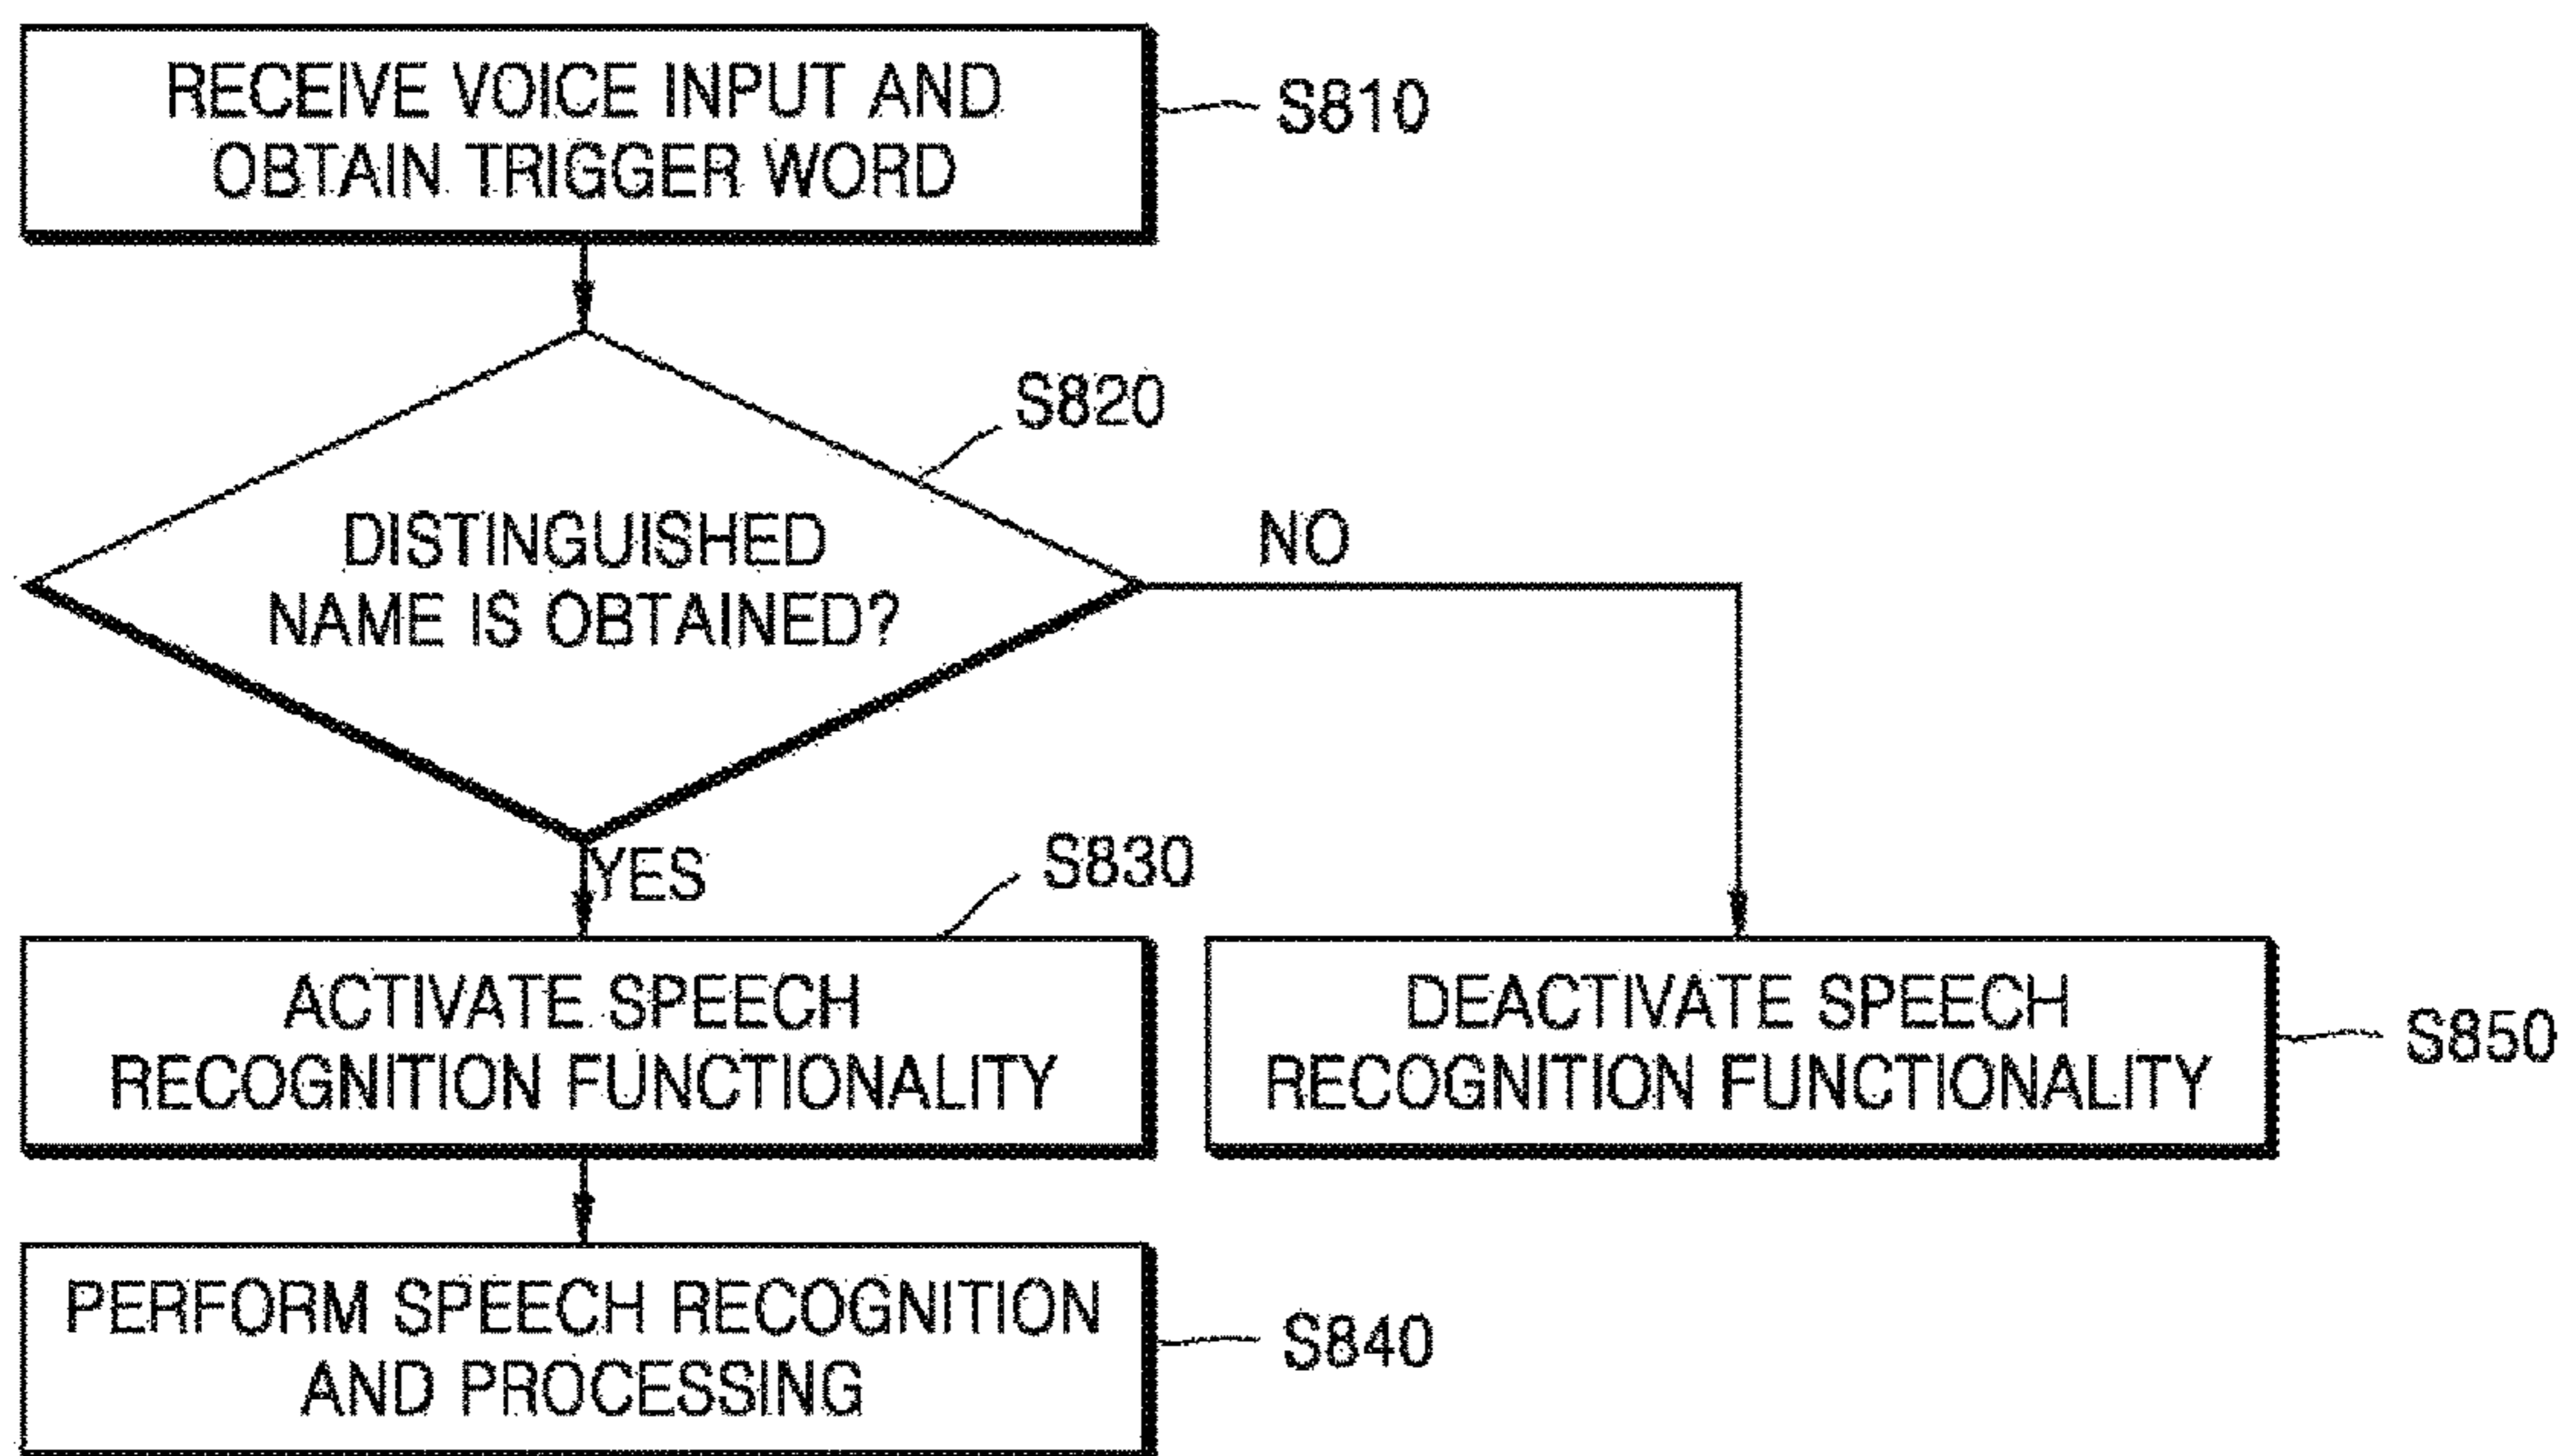 RECEIVE VOICE INPUT AND
OBTAIN TRIGGER WORD
S810
S820
DISTINGUISHED
NAME IS OBTAINED?
NO
YES
S830
ACTIVATE SPEECH
RECOGNITION FUNCTIONALITY
DEACTIVATE SPEECH
RECOGNITION FUNCTIONALITY
S850
PERFORM SPEECH RECOGNITION
AND PROCESSING
S840